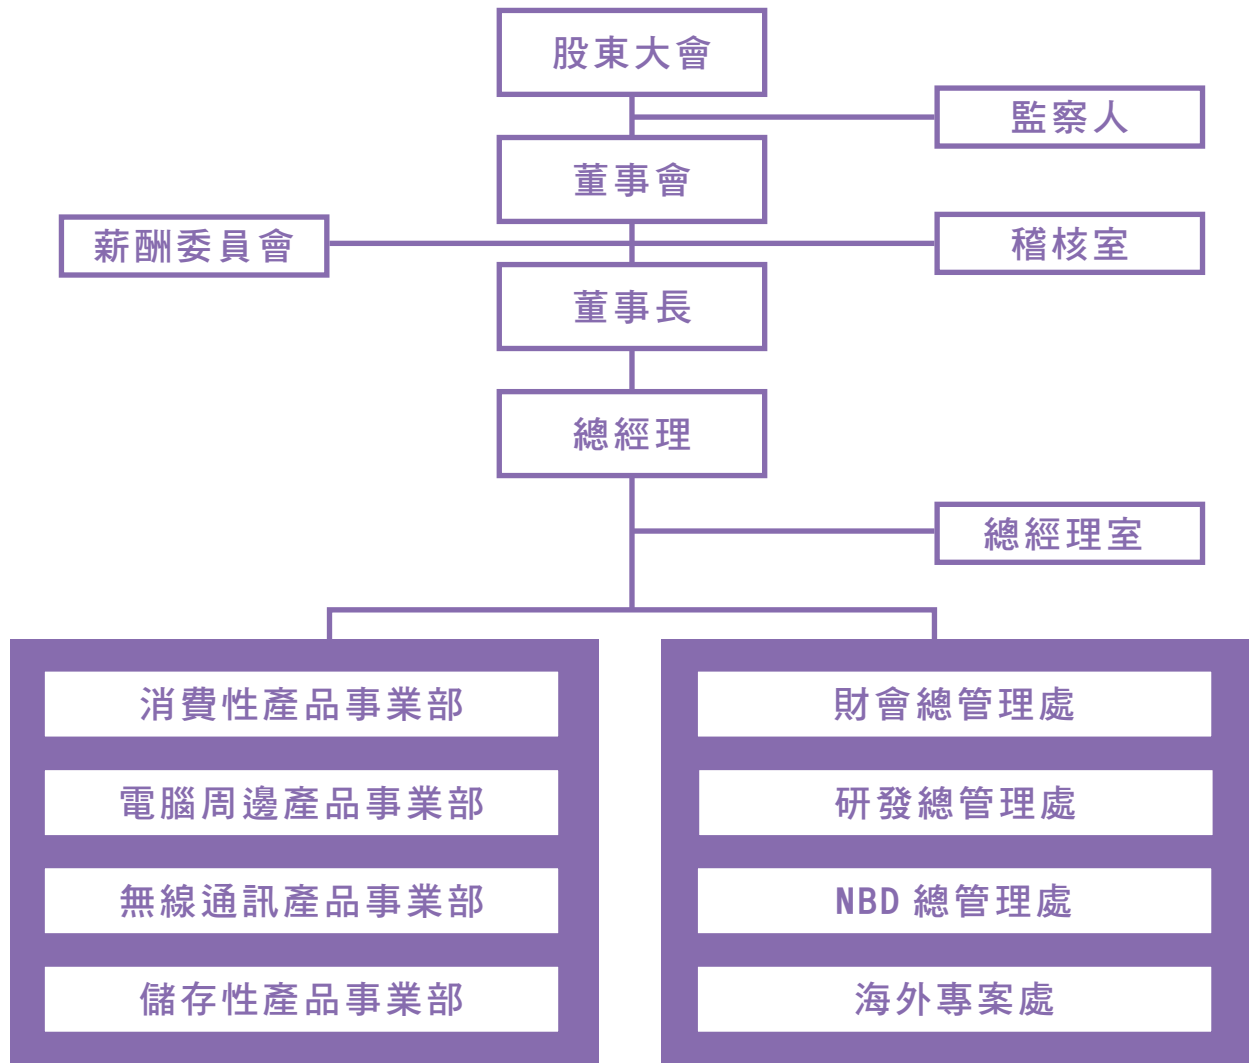 股東大會
監察人
董事會
薪酬委員會
稽核室
董事長
總經理
總經理室
消費性產品事業部
電腦周邊產品事業部
無線通訊產品事業部
儲存性產品事業部
財會總管理處
研發總管理處
NBD 總管理處
海外專案處